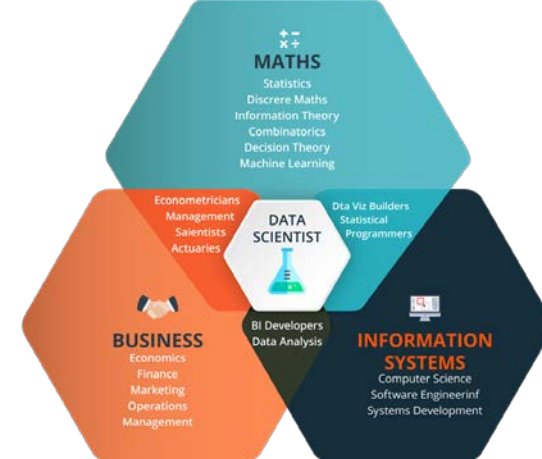 MATHS
Statistics
Discrere Maths
Information Theory
Combinatorics
Decision Theory
Machine Learning
Econometricians
Management
Saientists
Actuaries
DATA
SCIENTIST
Dta Viz Builders
Statistical
Programmers
BI Developers
Data Analysis
BUSINESS
Economics
Finance
Marketing
Operations
Management
INFORMATION
SYSTEMS
Computer Science
Software Engineerinf
Systems Development